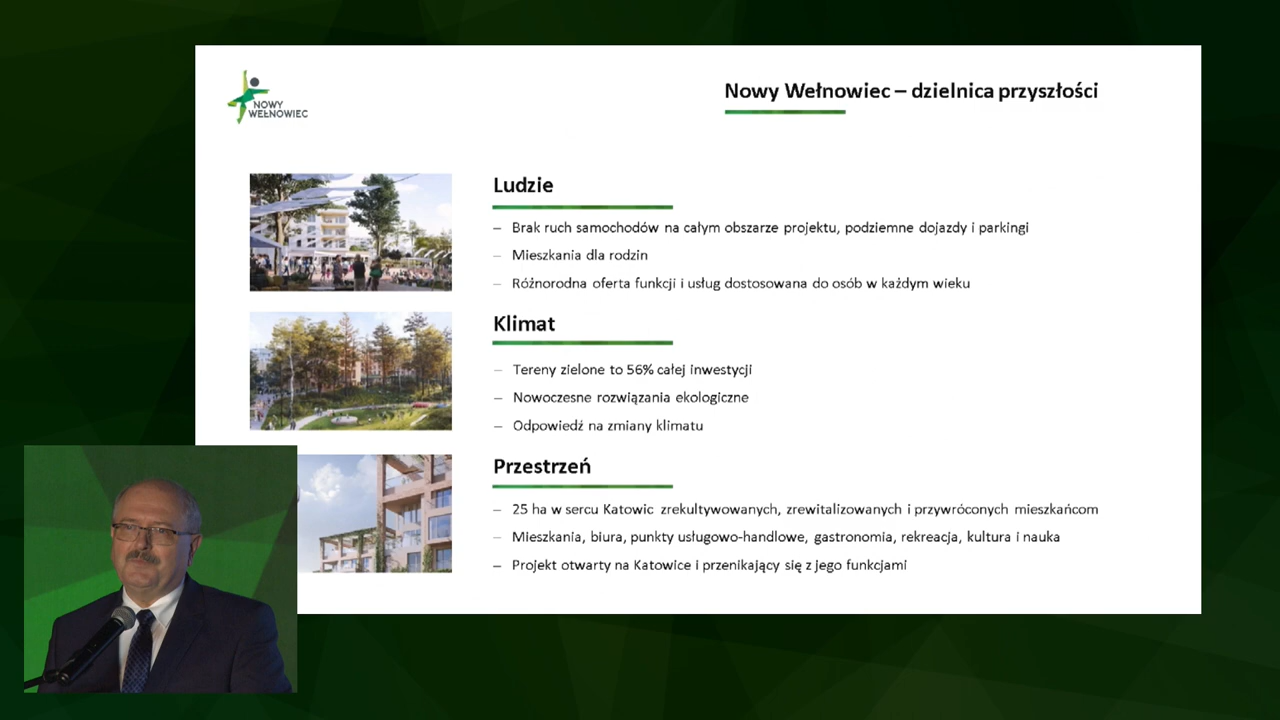 NOWY
WEŁNOWIEC
Nowy Wełnowiec – dzielnica przyszłości
Ludzie
– Brak ruch samochodów na całym obszarze projektu, podziemne dojazdy i parkingi
– Mieszkania dla rodzin
– Różnorodna oferta funkcji i usług dostosowana do osób w każdym wieku
Klimat
– Tereny zielone to 56% całej inwestycji
– Nowoczesne rozwiązania ekologiczne
– Odpowiedź na zmiany klimatu
Przestrzeń
– 25 ha w sercu Katowic zrekultywowanych, zrewitalizowanych i przywróconych mieszkańcom
– Mieszkania, biura, punkty usługowo-handlowe, gastronomia, rekreacja, kultura i nauka
– Projekt otwarty na Katowice i przenikający się z jego funkcjami